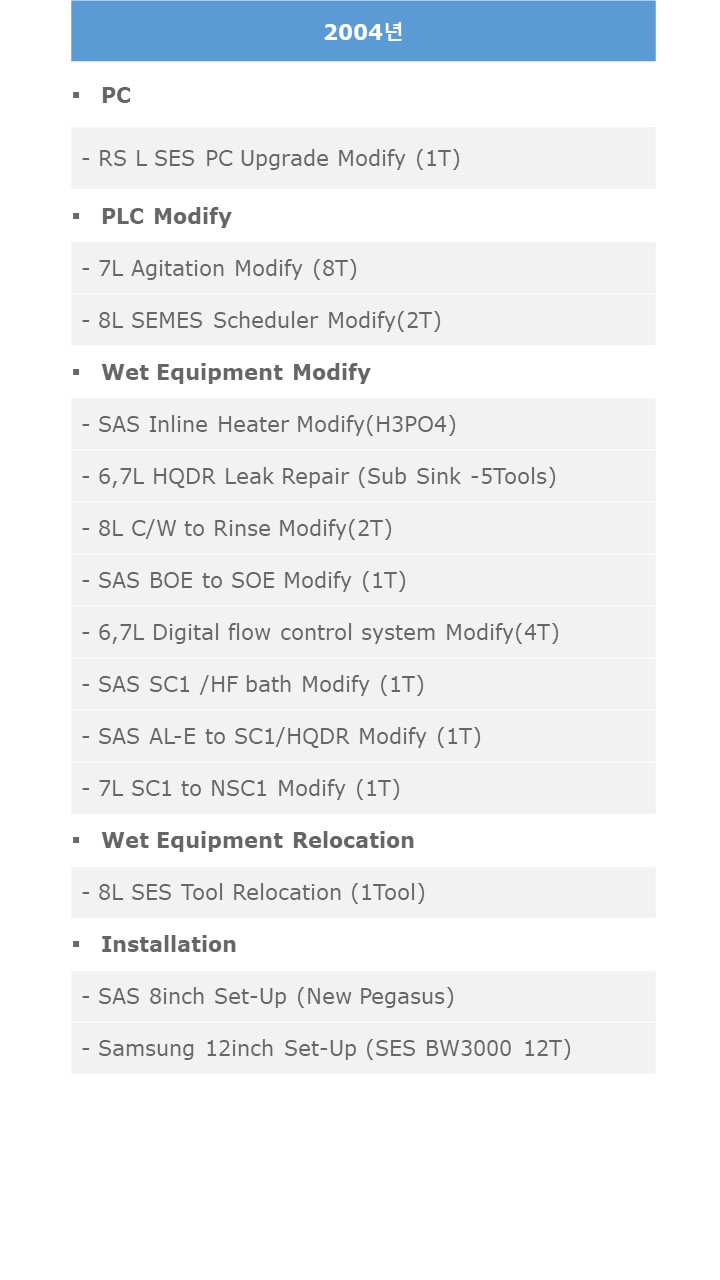 2004년
▪ PC
- RS L SES PC Upgrade Modify (1T)
▪ PLC Modify
- 7L Agitation Modify (8T)
- 8L SEMES Scheduler Modify(2T)
▪ Wet Equipment Modify
- SAS Inline Heater Modify(H3PO4)
- 6,7L HQDR Leak Repair (Sub Sink -5Tools)
- 8L C/W to Rinse Modify(2T)
- SAS BOE to SOE Modify (1T)
- 6,7L Digital flow control system Modify(4T)
- SAS SC1 /HF bath Modify (1T)
- SAS AL-E to SC1/HQDR Modify (1T)
- 7L SC1 to NSC1 Modify (1T)
▪ Wet Equipment Relocation
- 8L SES Tool Relocation (1Tool)
▪ Installation
- SAS 8inch Set-Up (New Pegasus)
- Samsung 12inch Set-Up (SES BW3000 12T)